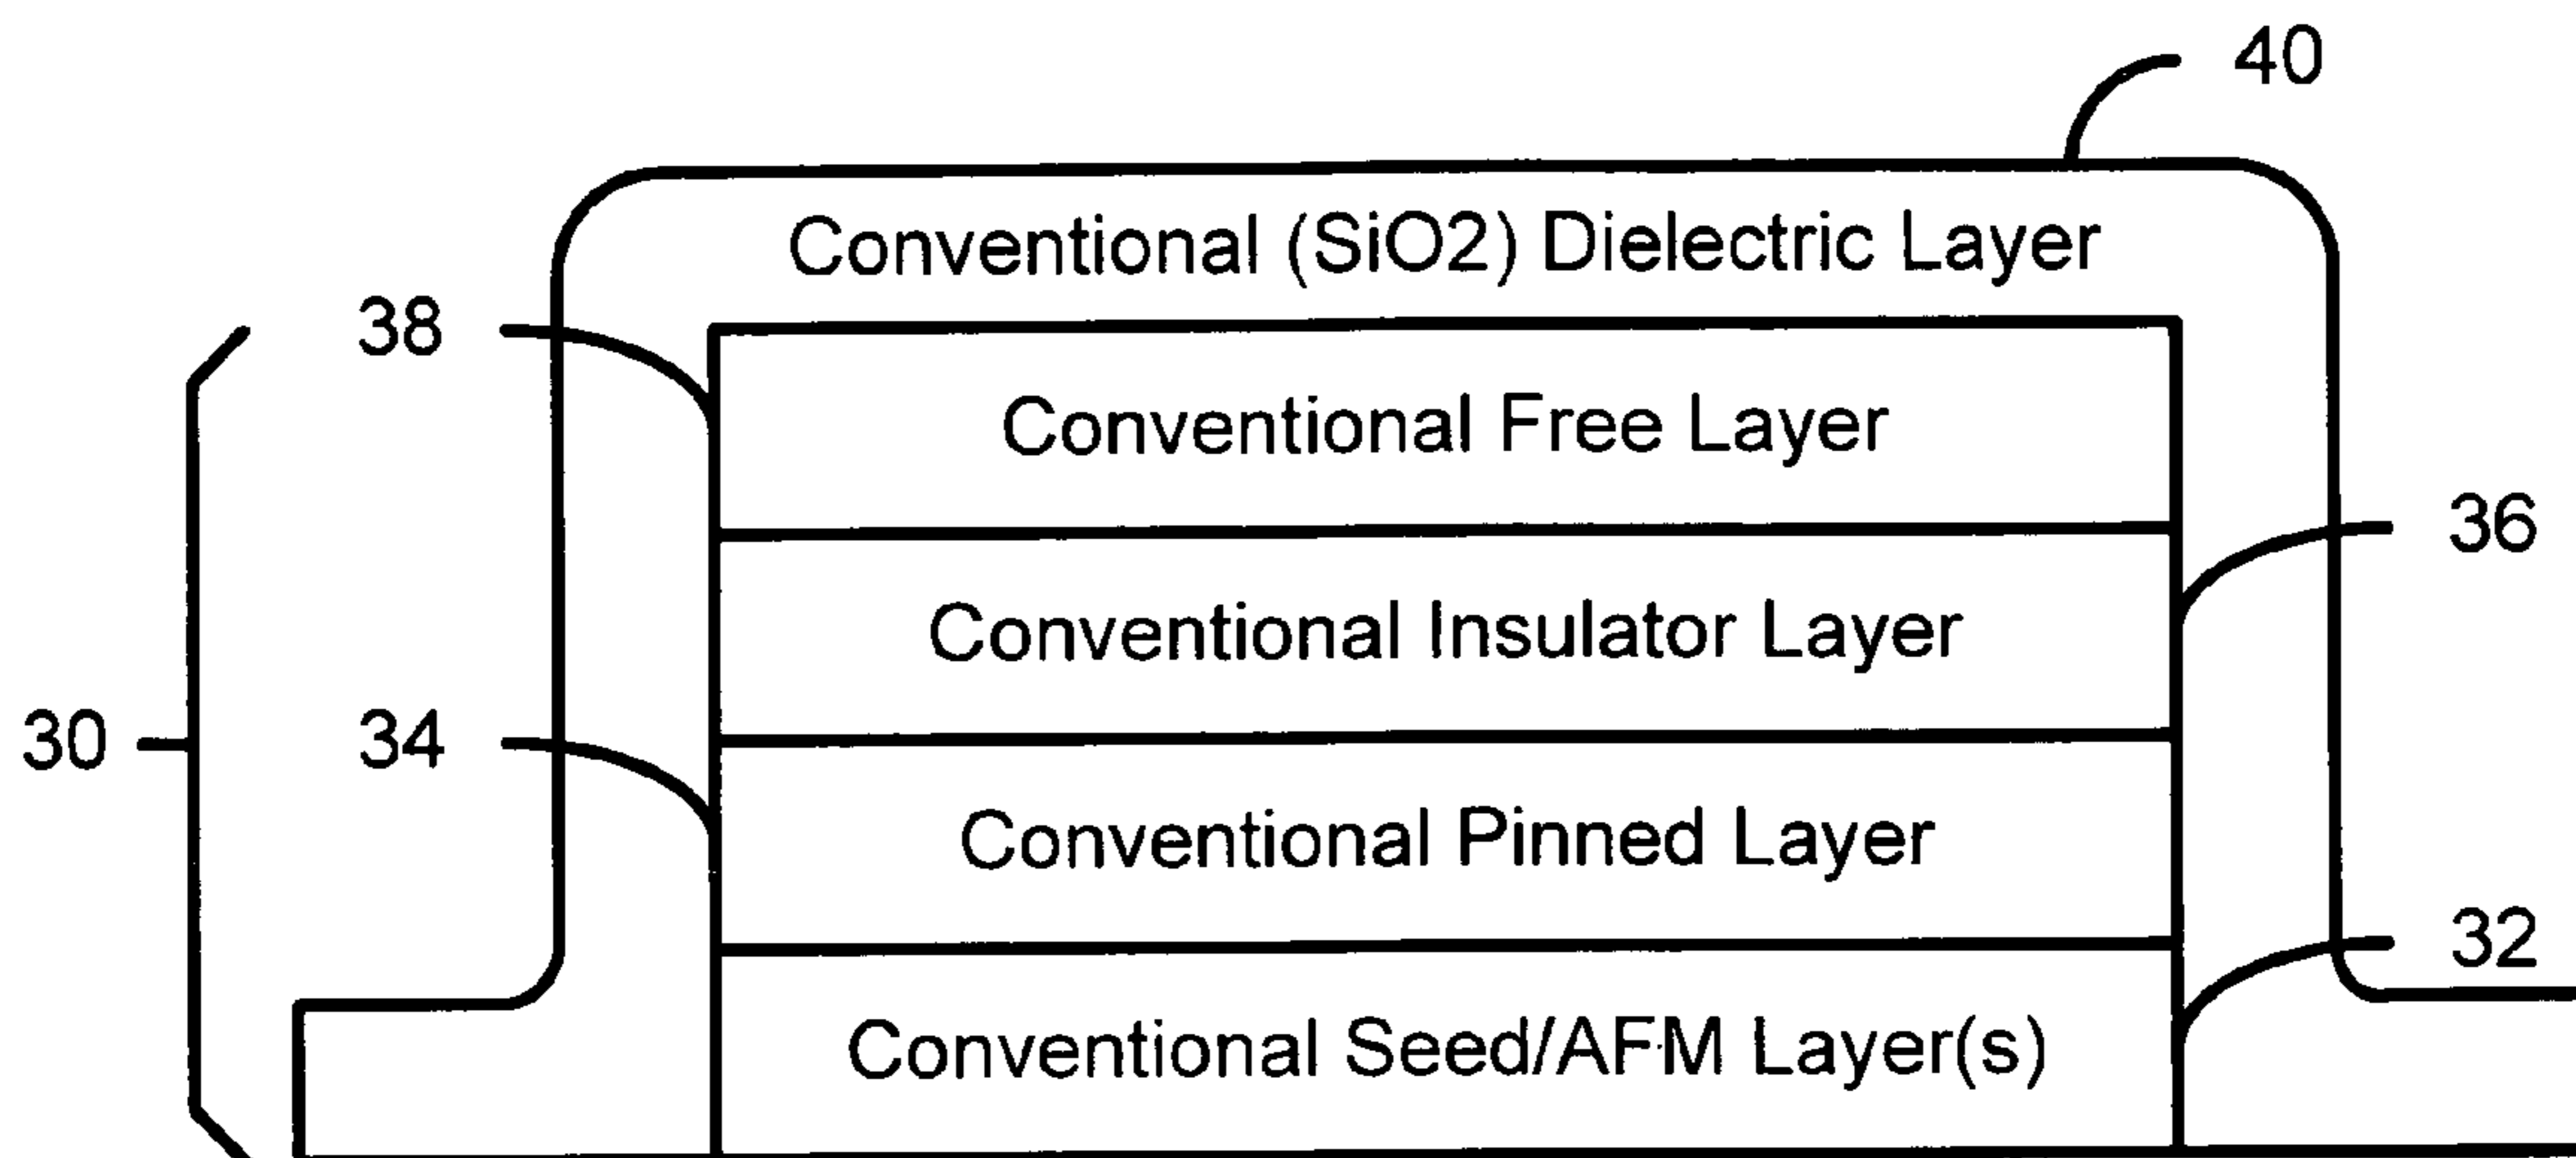 40
Conventional (SiO2) Dielectric Layer
38
Conventional Free Layer
36
Conventional Insulator Layer
30
34
Conventional Pinned Layer
32
Conventional Seed/AFM Layer(s)